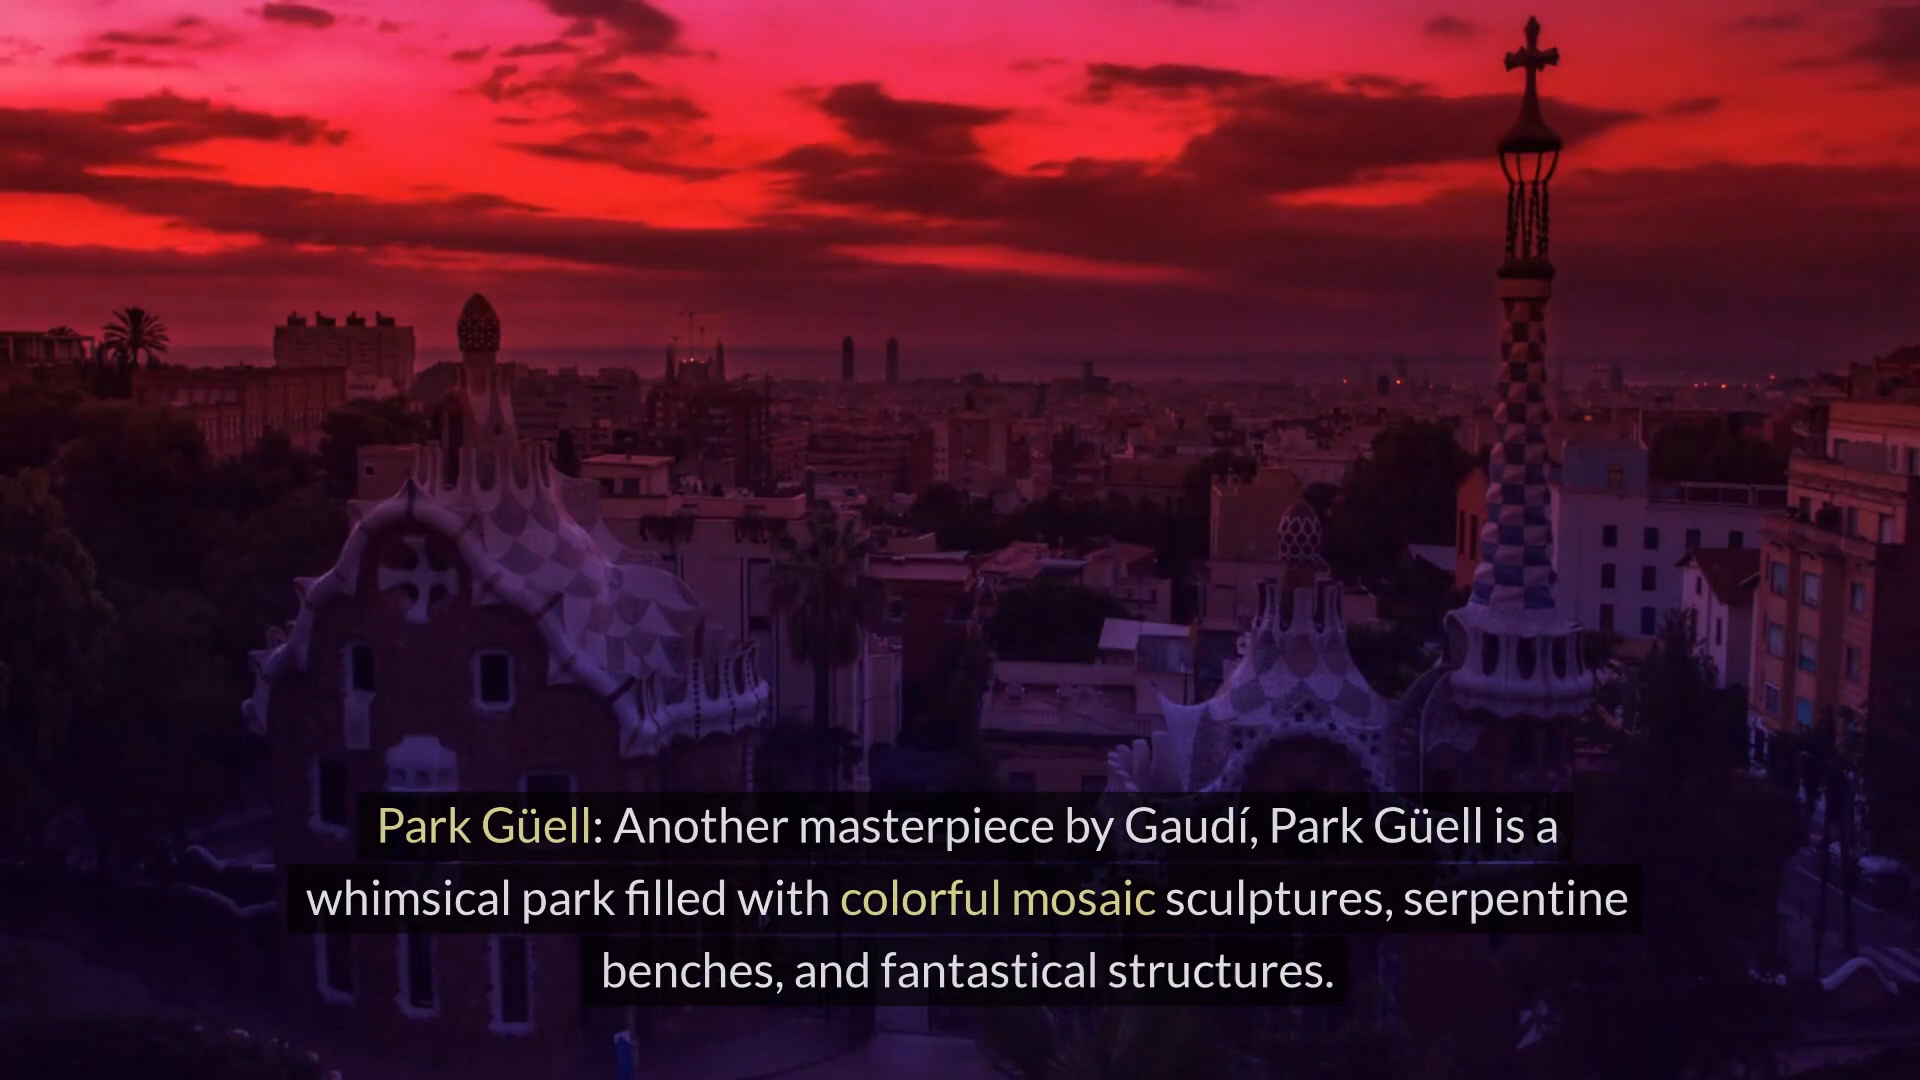 Park Güell: Another masterpiece by Gaudí, Park Güell is a
whimsical park filled with colorful mosaic sculptures, serpentine
benches, and fantastical structures.